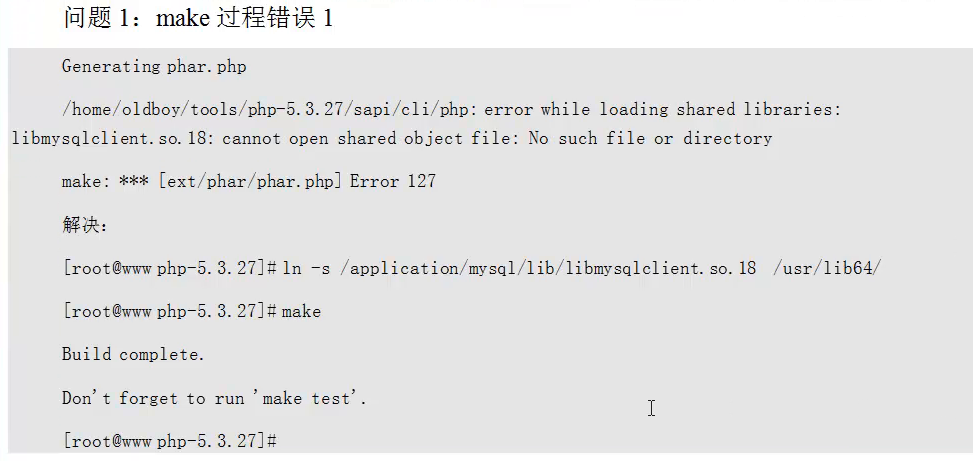 问题 1：make 过程错误 1
Generating phar.php
/home/oldboy/tools/php-5.3.27/sapi/cli/php: error while loading shared libraries:
libmysqlclient.so.18: cannot open shared object file: No such file or directory
make: *** [ext/phar/phar.php] Error 127
解决：
[root@www php-5.3.27]# ln -s /application/mysql/lib/libmysqlclient.so.18  /usr/lib64/
[root@www php-5.3.27]# make
Build complete.
Don't forget to run 'make test'.
[root@www php-5.3.27]#